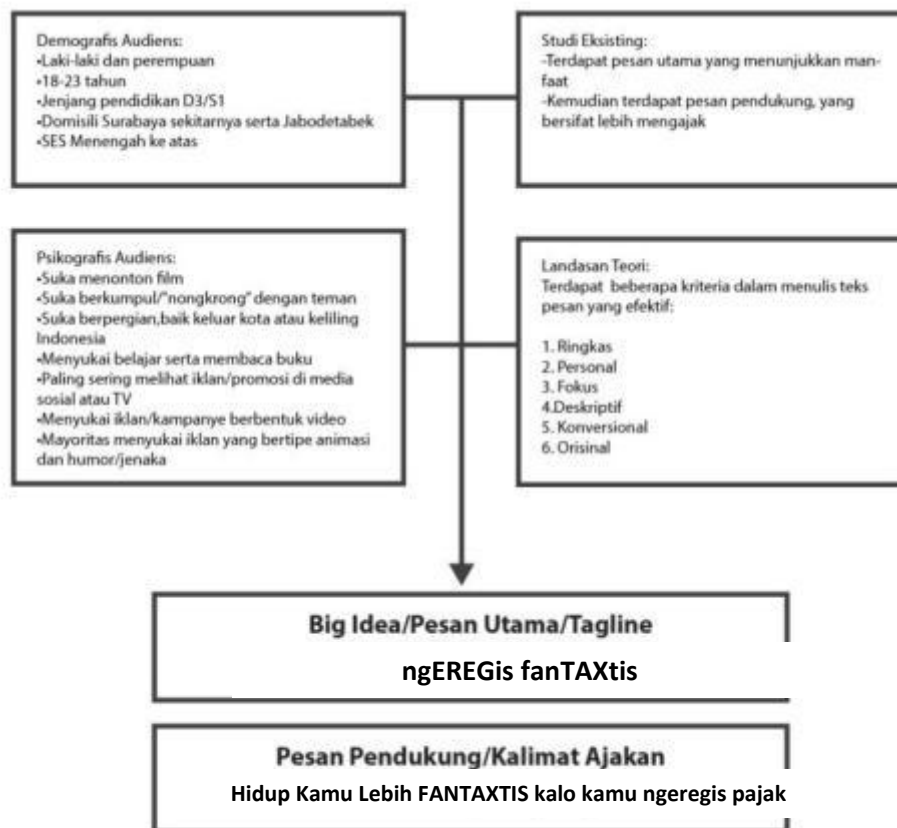 Demografis Audiens:
•Laki-laki dan perempuan
•18-23 tahun
•Jenjang pendidikan D3/S1
•Domisili Surabaya sekitarnya serta Jabodetabek
•SES Menengah ke atas
Studi Eksisting:
-Terdapat pesan utama yang menunjukkan man-
faat
-Kemudian terdapat pesan pendukung, yang
bersifat lebih mengajak
Psikografis Audiens:
•Suka menonton film
•Suka berkumpul/"nongkrong" dengan teman
•Suka berpergian,baik keluar kota atau keliling
Indonesia
•Menyukai belajar serta membaca buku
•Paling sering melihat iklan/promosi di media
sosial atau TV
•Menyukai iklan/kampanye berbentuk video
•Mayoritas menyukai iklan yang bertipe animasi
dan humor/jenaka
Landasan Teori:
Terdapat beberapa kriteria dalam menulis teks
pesan yang efektif:
1. Ringkas
2. Personal
3. Fokus
4.Deskriptif
5. Konversional
6. Orisinal
Big Idea/Pesan Utama/Tagline
ngEREGis fanTAXtis
Pesan Pendukung/Kalimat Ajakan
Hidup Kamu Lebih FANTAXTIS kalo kamu ngeregis pajak